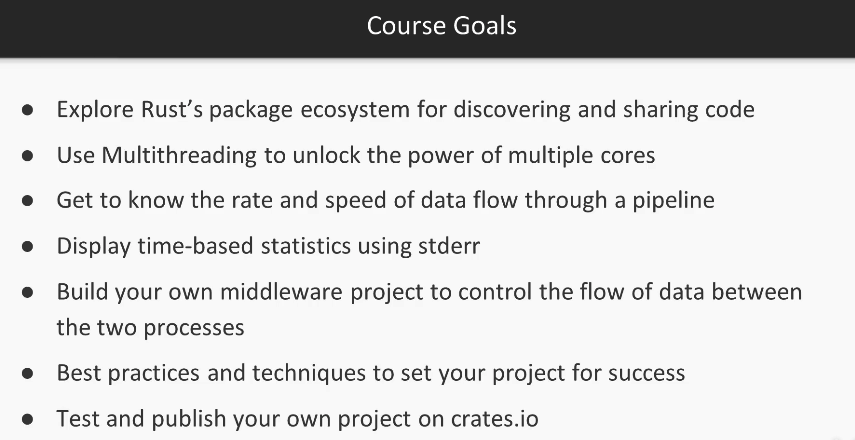 Course Goals
● Explore Rust’s package ecosystem for discovering and sharing code
● Use Multithreading to unlock the power of multiple cores
● Get to know the rate and speed of data flow through a pipeline
● Display time-based statistics using stderr
● Build your own middleware project to control the flow of data between
the two processes
● Best practices and techniques to set your project for success
● Test and publish your own project on crates.io